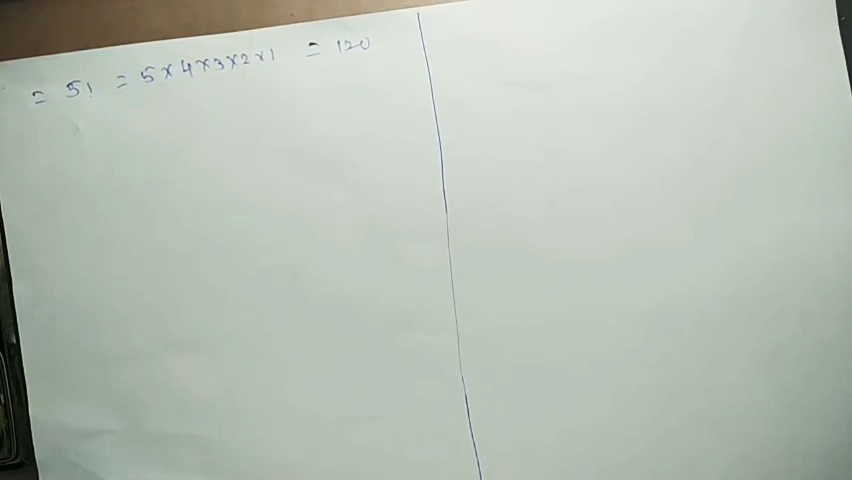 = 5! = 5×4×3×2×1 = 120